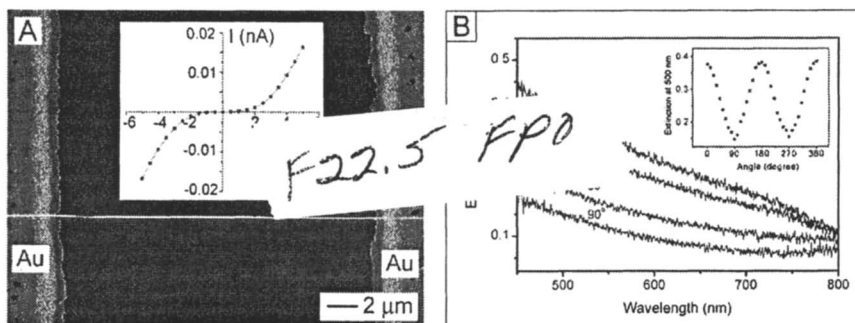 A
I (nA)
0.02
0.01
-6 -4 -2 2
-0.01
-0.02
Au
Au
2 μm
F22.5 FPO
B
0.5
0.1
E
90°
500 600 700 800
Wavelength (nm)
Extinction at 500 nm
0.4
0.3
0.2
0 90 180 270 360
Angle (degree)